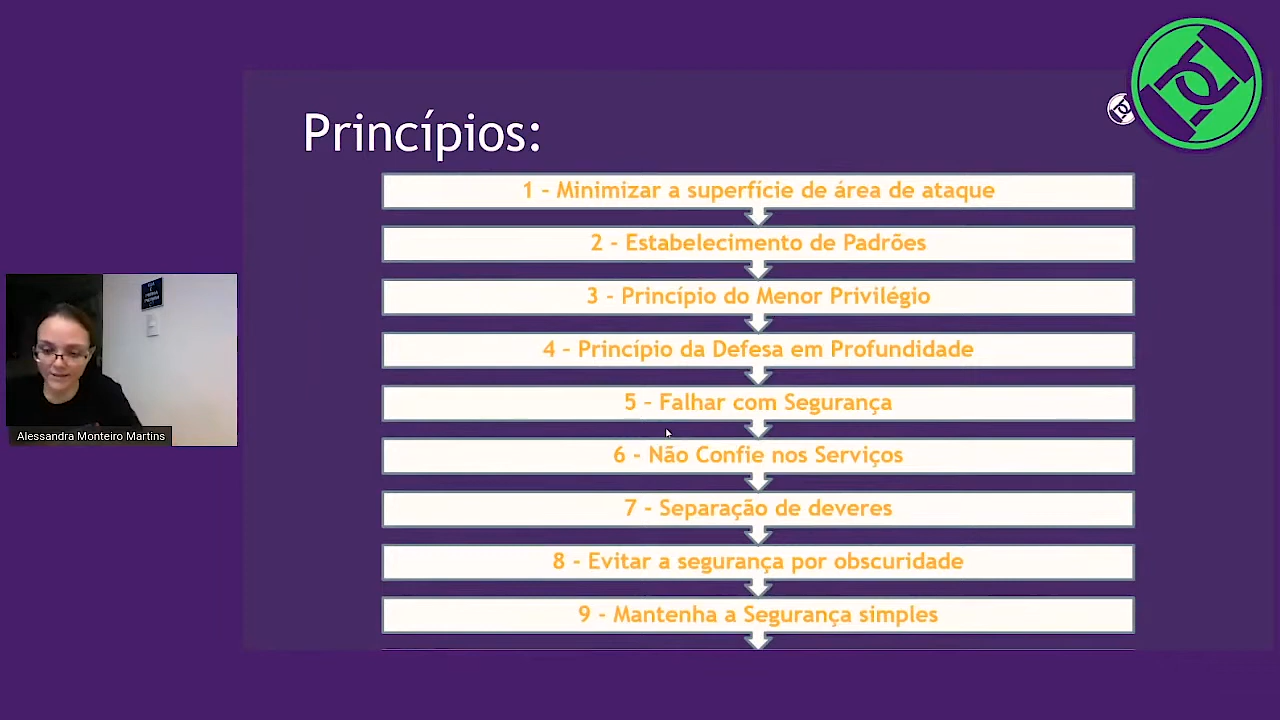 Princípios:
1 - Minimizar a superfície de área de ataque
2 - Estabelecimento de Padrões
3 - Princípio do Menor Privilégio
4 - Princípio da Defesa em Profundidade
5 - Falhar com Segurança
6 - Não Confie nos Serviços
7 - Separação de deveres
8 - Evitar a segurança por obscuridade
9 - Mantenha a Segurança simples
Alessandra Monteiro Martins